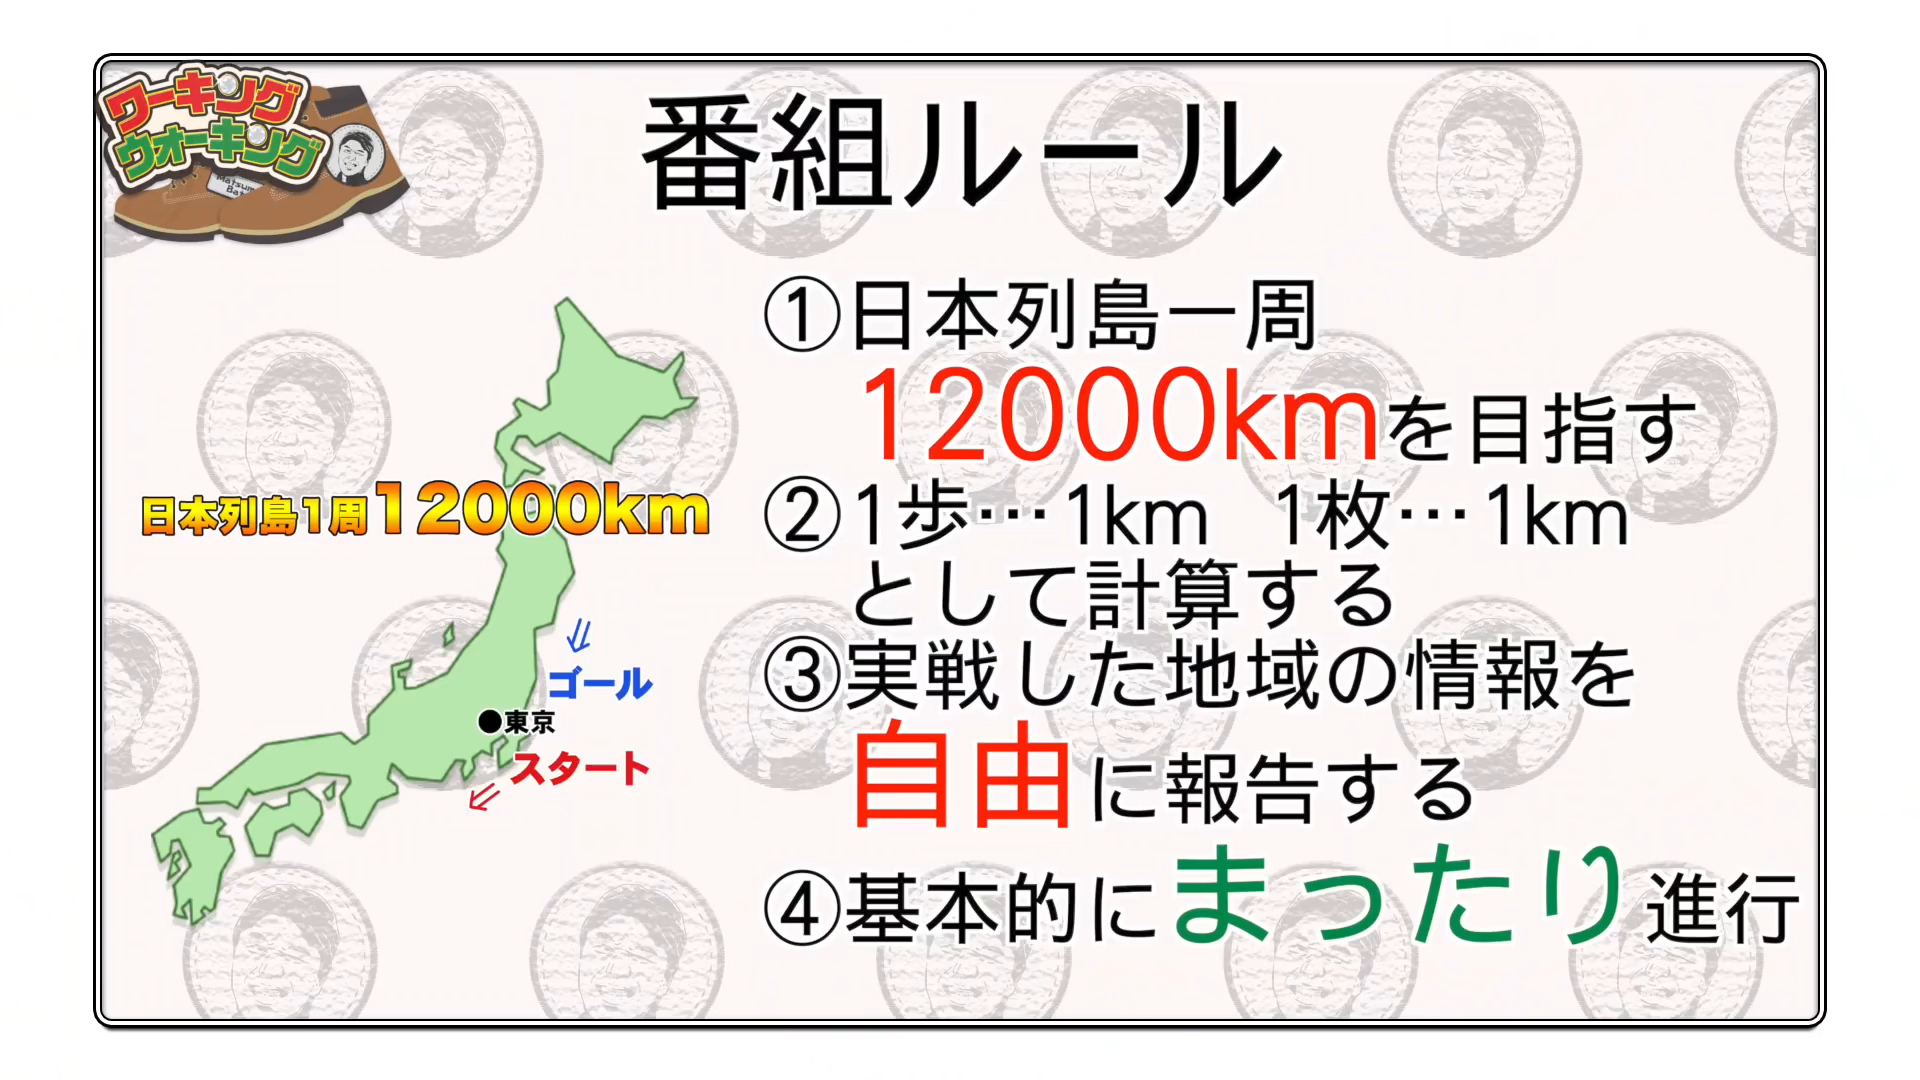 ワーキング
ウォーキング
番組ルール
①日本列島一周
12000kmを目指す
②1歩…1km 1枚…1km
として計算する
③実戦した地域の情報を
自由に報告する
④基本的にまったり進行
日本列島1周12000km
ゴール
●東京
スタート